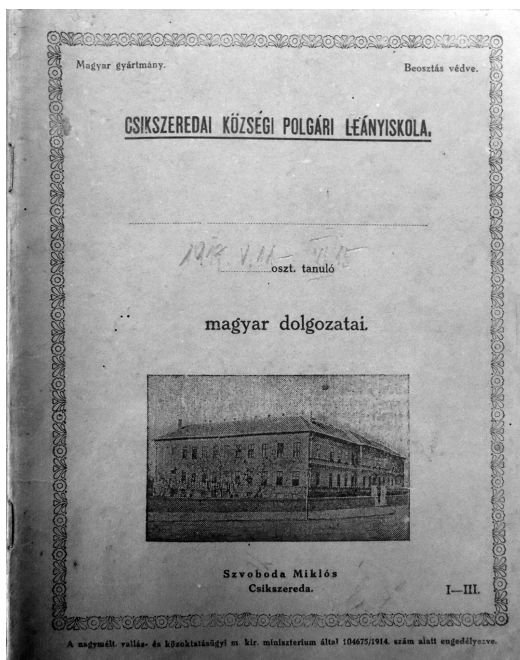 Magyar gyártmány.
Beosztás védve.
CSIKSZEREDAI KÖZSÉGI POLGÁRI LEÁNYISKOLA.
oszt. tanuló
magyar dolgozatai.
Szvoboda Miklós
Csikszereda.
I—III.
A nagymélt. vallás- és közoktatásügyi m. kir. miniszterium által 104675/1914. szám alatt engedélyezve.